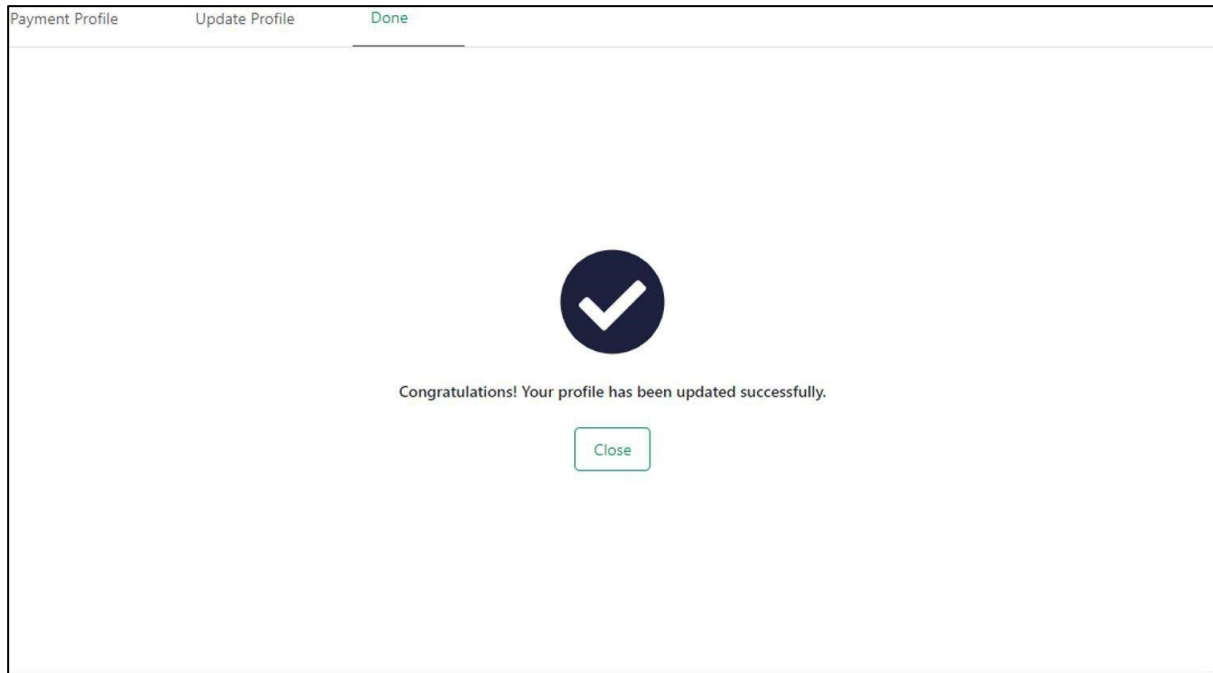 Payment Profile Update Profile Done
Congratulations! Your profile has been updated successfully.
Close